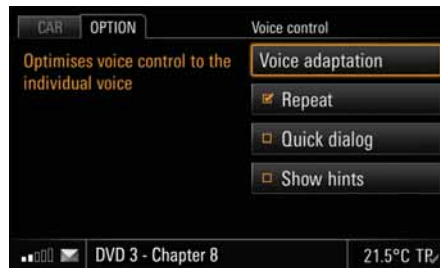 CAR
OPTION
Voice control
Optimises voice control to the
individual voice
Voice adaptation
Repeat
Quick dialog
Show hints
DVD 3 - Chapter 8
21.5°C TP